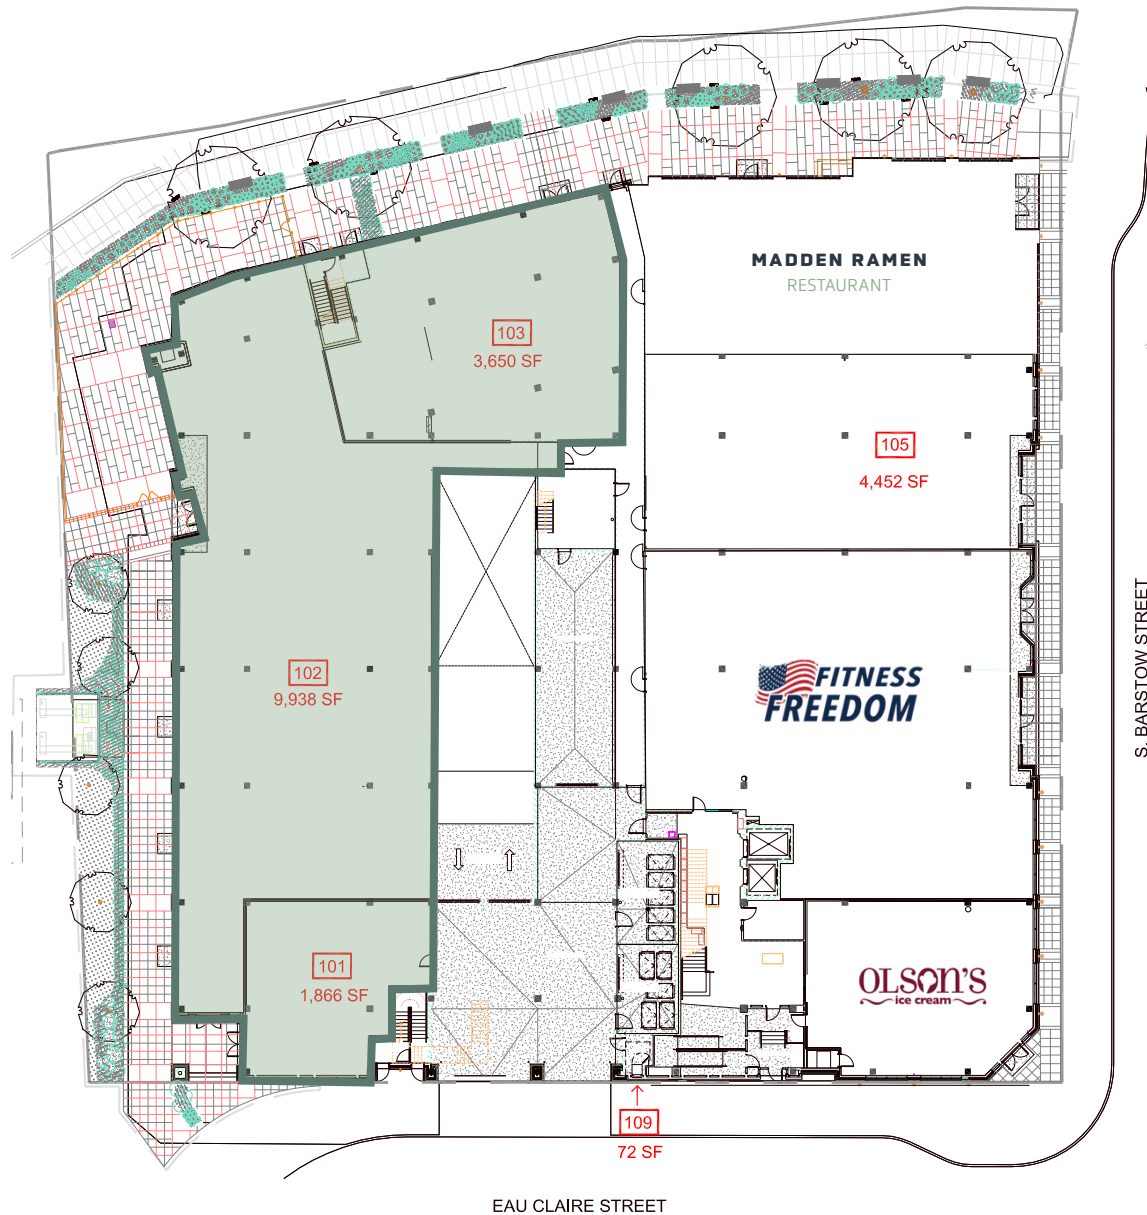 MADDEN RAMEN
RESTAURANT
103
3,650 SF
105
4,452 SF
102
9,938 SF
FITNESS
FREEDOM
S. BARSTOW STREET
101
1,866 SF
OLSON'S
ice cream
109
72 SF
EAU CLAIRE STREET